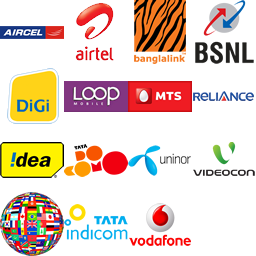 AIRCEL
airtel
banglalink
BSNL
DiGi
LOOP
MOBILE
MTS
RELIANCE
!dea
TATA
DOCOMO
uninor
VIDEOCON
TATA
indicom
vodafone